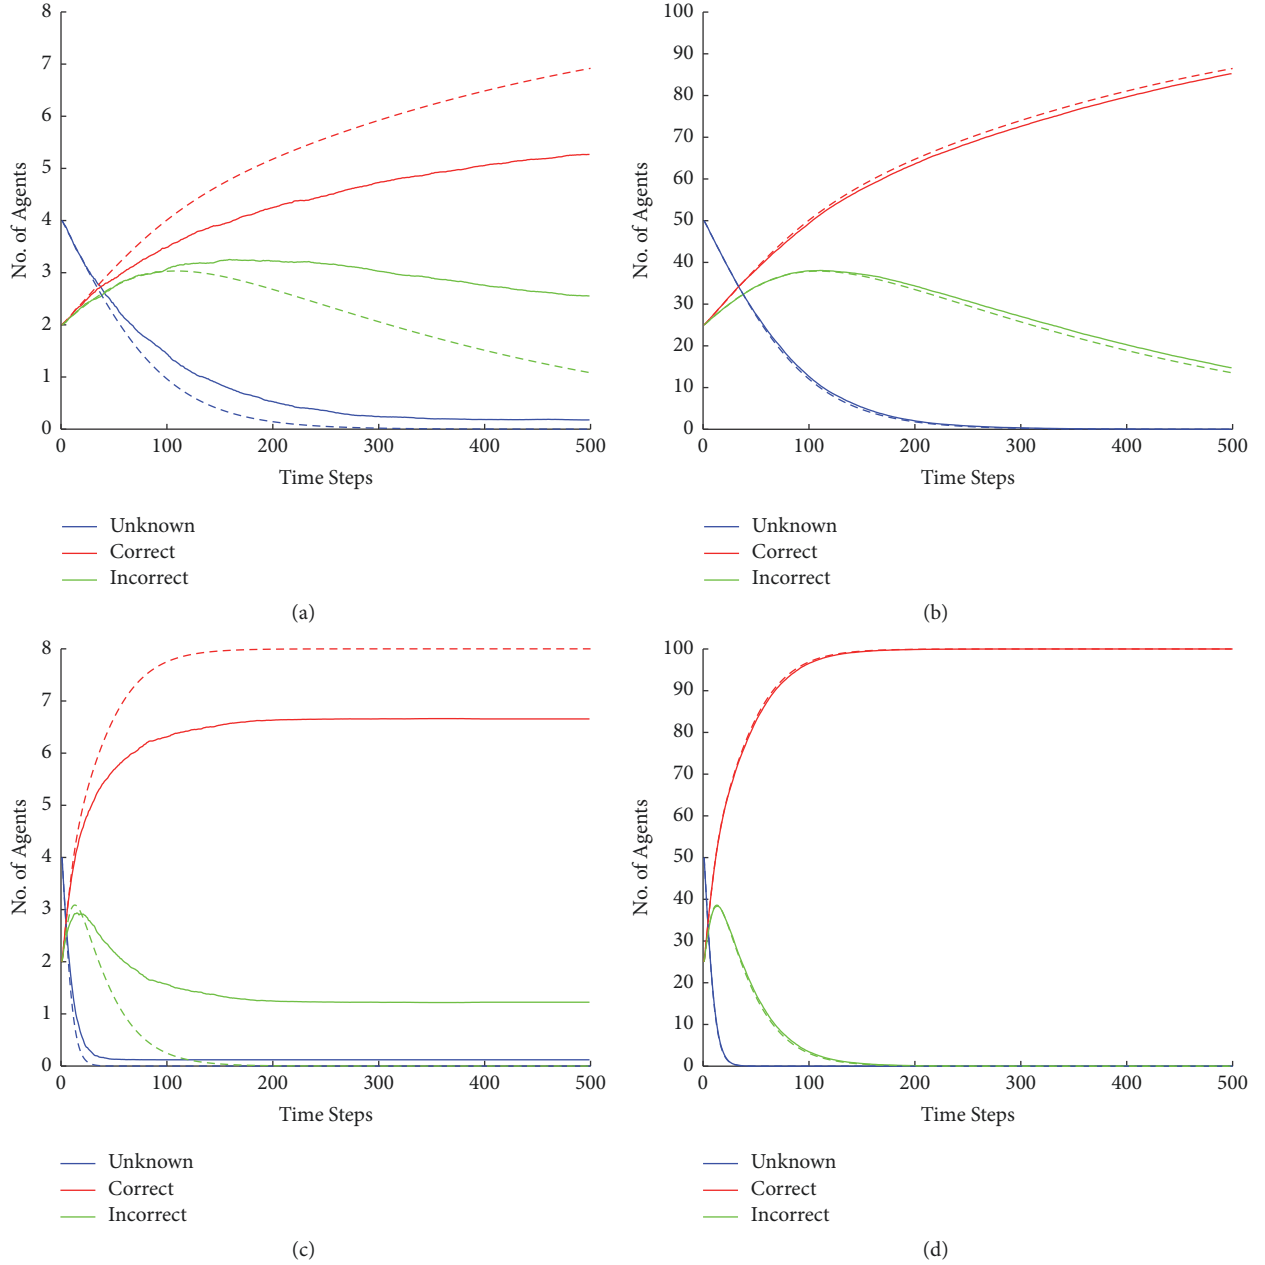 8
7
6
5
4
3
2
1
0
No. of Agents
0 100 200 300 400 500
Time Steps
Unknown
Correct
Incorrect
(a)
100
90
80
70
60
50
40
30
20
10
0
No. of Agents
0 100 200 300 400 500
Time Steps
Unknown
Correct
Incorrect
(b)
8
7
6
5
4
3
2
1
0
No. of Agents
0 100 200 300 400 500
Time Steps
Unknown
Correct
Incorrect
(c)
100
90
80
70
60
50
40
30
20
10
0
No. of Agents
0 100 200 300 400 500
Time Steps
Unknown
Correct
Incorrect
(d)